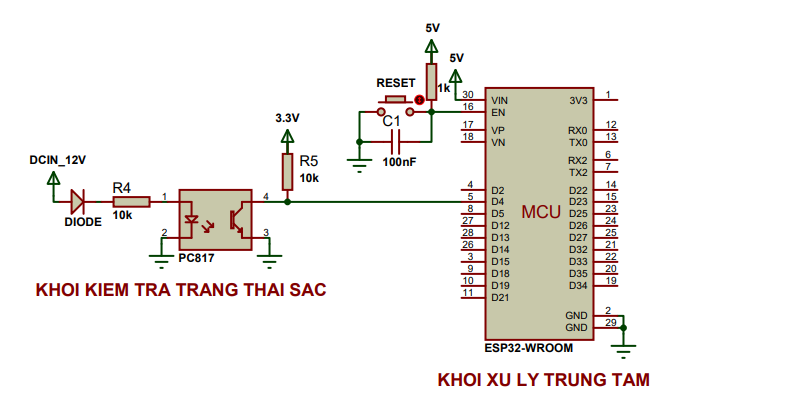 5V
5V
RESET
1k
C1
100nF
3.3V
R5
10k
DCIN_12V
DIODE
R4
10k
1
2
4
3
PC817
KHOI KIEM TRA TRANG THAI SAC
30 VIN 3V3 1
16 EN
17 VP RX0 12
18 VN TX0 13
RX2 6
TX2 7
4 D2 D22 14
5 D4 D23 15
8 D5 D25 23
27 D12 D26 24
28 D13 D27 25
26 D14 D32 21
3 D15 D33 22
9 D18 D35 20
10 D19 D34 19
11 D21
MCU
GND 2
GND 29
ESP32-WROOM
KHOI XU LY TRUNG TAM